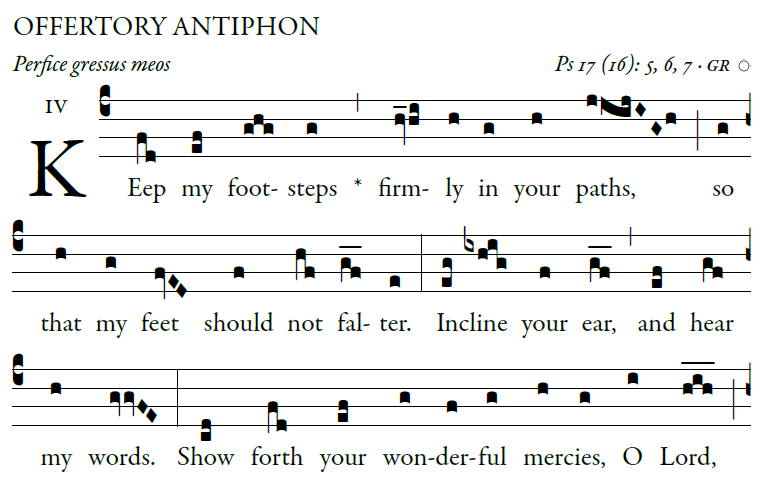 OFFERTORY ANTIPHON
Perfice gressus meos Ps 17 (16): 5, 6, 7 · GR
IV
KEep my foot- steps * firm- ly in your paths, so
that my feet should not fal- ter. Incline your ear, and hear
my words. Show forth your won-der-ful mercies, O Lord,